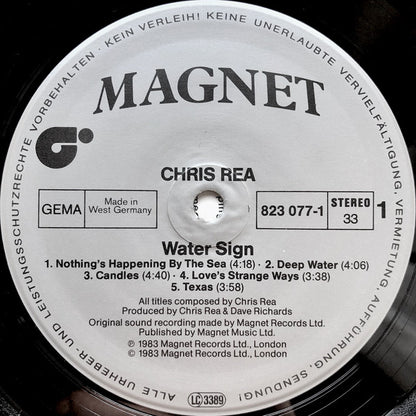 ALLE URHEBER- UND LEISTUNGSSCHUTZRECHTE VORBEHALTEN · KEIN VERLEIH! KEINE UNERLAUBTE VERVIELFÄLTIGUNG, VERMIETUNG, AUFFÜHRUNG, SENDUNG!
MAGNET
CHRIS REA
GEMA
Made in
West Germany
823 077-1
STEREO
33
1
Water Sign
1. Nothing's Happening By The Sea (4:18) · 2. Deep Water (4:06)
3. Candles (4:40) · 4. Love's Strange Ways (3:38)
5. Texas (3:58)
All titles composed by Chris Rea
Produced by Chris Rea & Dave Richards
Original sound recording made by Magnet Records Ltd.
Published by Magnet Music Ltd.
℗ 1983 Magnet Records Ltd., London
© 1983 Magnet Records Ltd., London
LC 3389